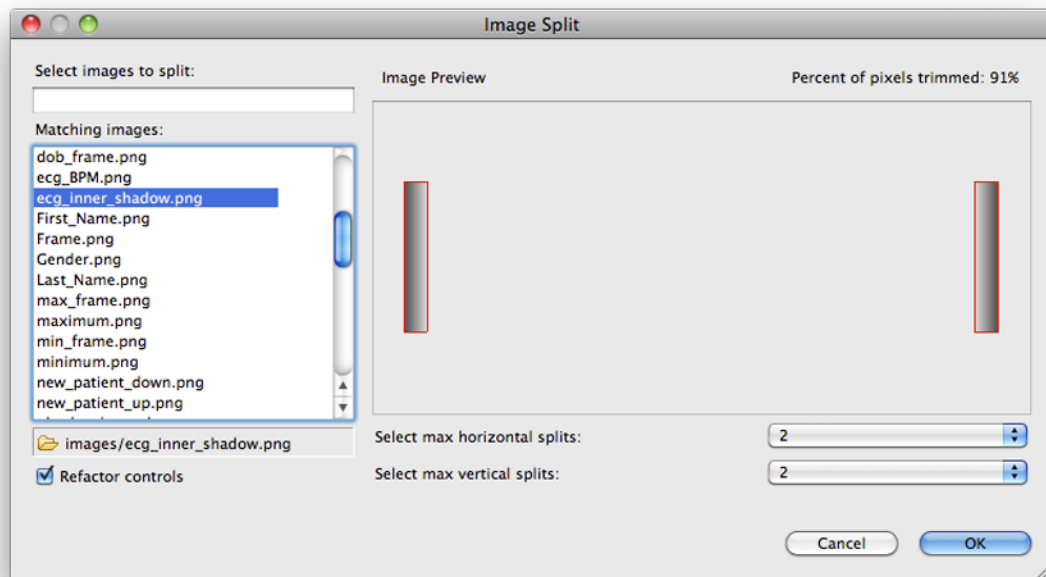 Image Split
Select images to split:
Image Preview
Percent of pixels trimmed: 91%
Matching images:
dob_frame.png
ecg_BPM.png
ecg_inner_shadow.png
First_Name.png
Frame.png
Gender.png
Last_Name.png
max_frame.png
maximum.png
min_frame.png
minimum.png
new_patient_down.png
new_patient_up.png
images/ecg_inner_shadow.png
Refactor controls
Select max horizontal splits:
2
Select max vertical splits:
2
Cancel
OK